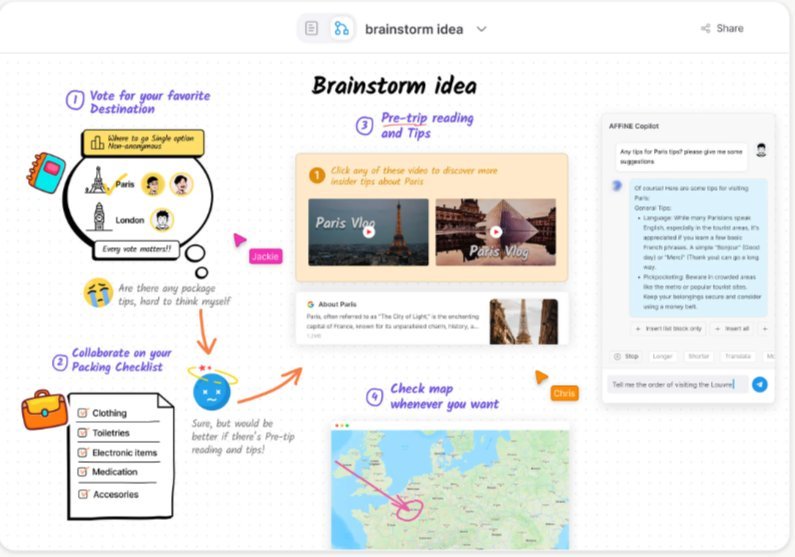 brainstorm idea
Share
Brainstorm idea
1 Vote for your favorite
Destination
Where to go Single option
Non-anonymous
Paris
London
Every vote matters!!
Jackie
Are there any package
tips, hard to think myself
2 Collaborate on your
Packing Checklist
Clothing
Toiletries
Electronic items
Medication
Accesories
Sure, but would be
better if there's Pre-tip
reading and tips!
3 Pre-trip reading
and Tips
1 Click any of these video to discover more
insider tips about Paris
Paris Vlog
Paris Vlog
G About Paris
Paris, often referred to as "The City of Light," is the enchanting
capital of France, known for its unparalleled charm, history, a...
4 Check map
whenever you want
Chris
AFFiNE Copilot
Any tips for Paris tips? please give me some
suggestions
Of course! Here are some tips for visiting
Paris:
General Tips:
• Language: While many Parisians speak
English, especially in the tourist areas, it's
appreciated if you learn a few basic
French phrases. A simple "Bonjour" (Good
day) or "Merci" (Thank you) can go a long
way.
• Pickpocketing: Beware in crowded areas
like the metro or popular tourist sites.
Keep your belongings secure and consider
using a money belt.
+ Insert list block only + Insert all +
Stop Longer Shorter Translate
Tell me the order of visiting the Louvre